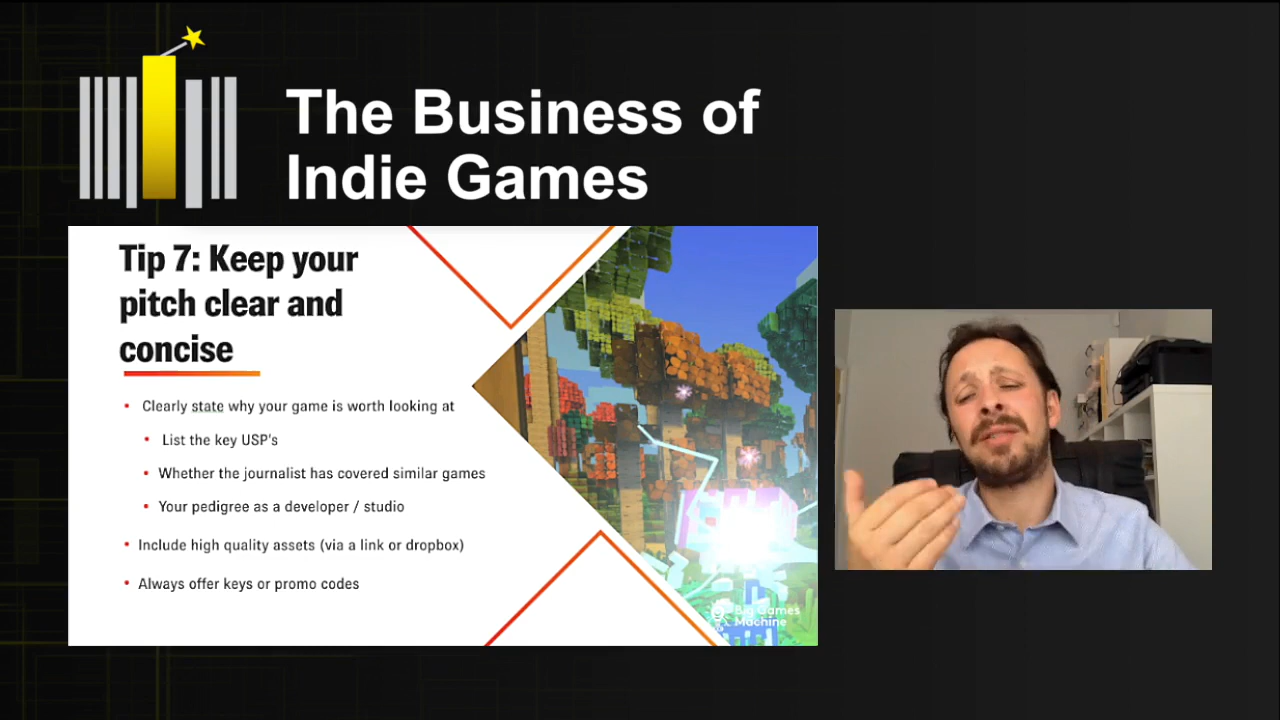 The Business of
Indie Games
Tip 7: Keep your
pitch clear and
concise
• Clearly state why your game is worth looking at
• List the key USP's
• Whether the journalist has covered similar games
• Your pedigree as a developer / studio
• Include high quality assets (via a link or dropbox)
• Always offer keys or promo codes
Big Games
Machine